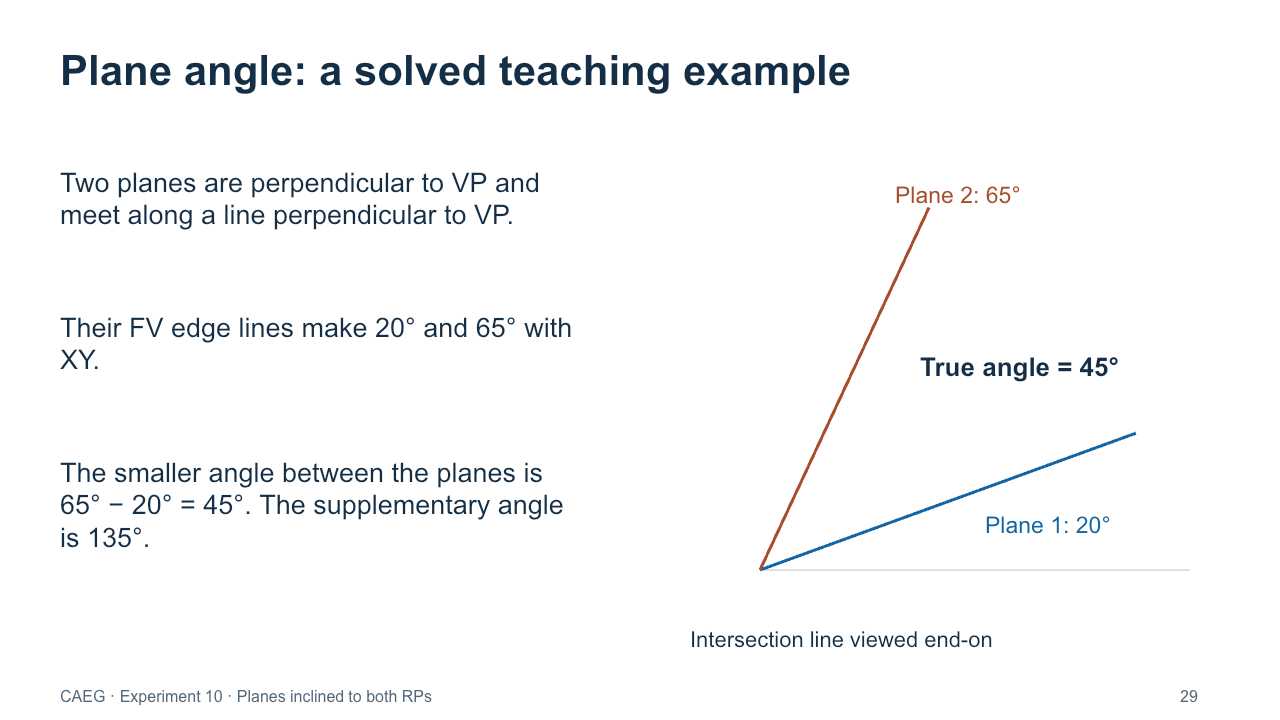 Plane angle: a solved teaching example
Two planes are perpendicular to VP and
meet along a line perpendicular to VP.
Their FV edge lines make 20° and 65° with
XY.
The smaller angle between the planes is
65° − 20° = 45°. The supplementary angle
is 135°.
Plane 2: 65°
True angle = 45°
Plane 1: 20°
Intersection line viewed end-on
CAEG · Experiment 10 · Planes inclined to both RPs
29